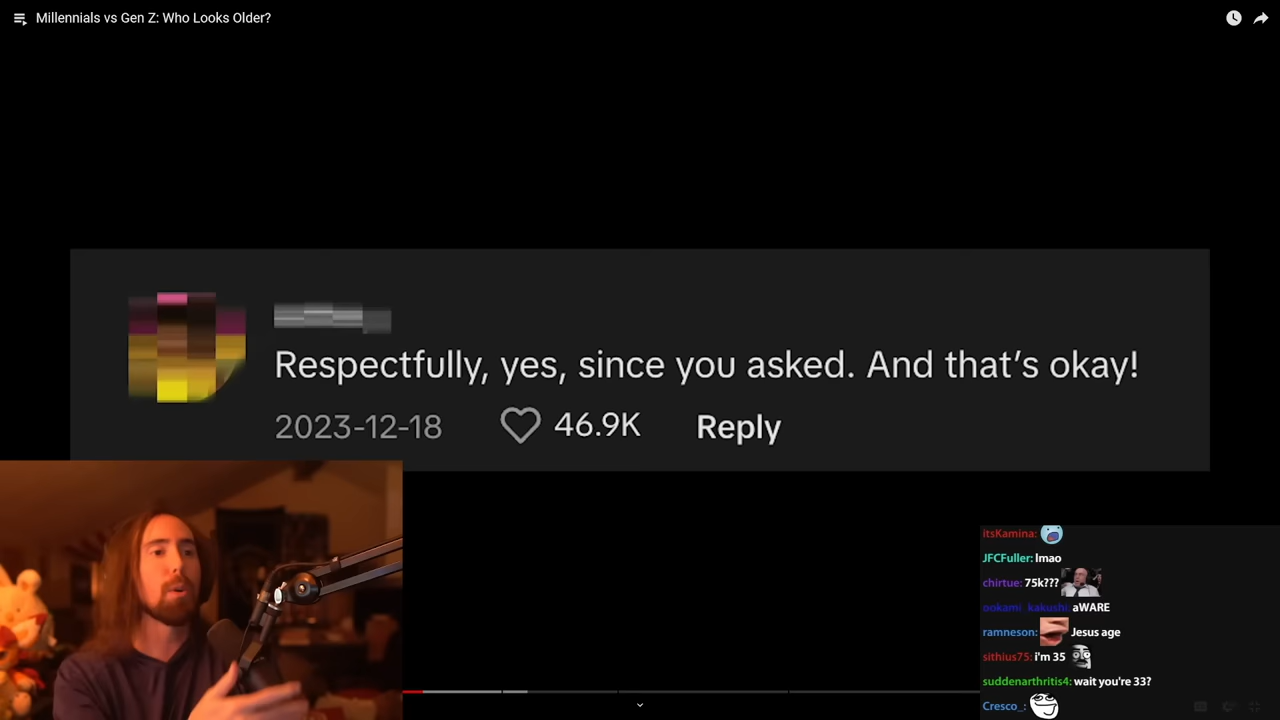 Millennials vs Gen Z: Who Looks Older?
Respectfully, yes, since you asked. And that’s okay!
2023-12-18 46.9K Reply
itsKamina:
JFCFuller: lmao
chirtue: 75k???
ookami_kakushi: aWARE
ramneson: Jesus age
sithius75: i'm 35
suddenarthritis4: wait you're 33?
Cresco_: